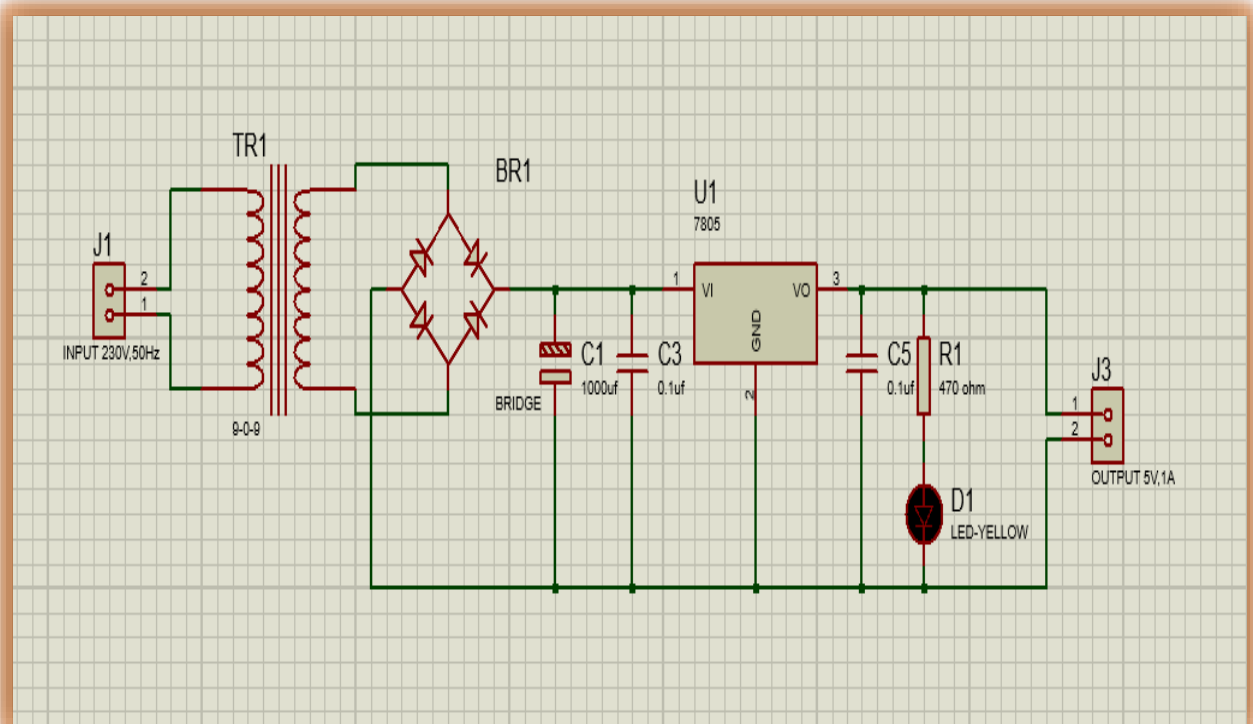 TR1
BR1
U1
7805
J1
2
1
INPUT 230V,50Hz
9-0-9
BRIDGE
C1
1000uf
C3
0.1uf
1
VI
VO
3
GND
2
C5
0.1uf
R1
470 ohm
D1
LED-YELLOW
J3
1
2
OUTPUT 5V,1A